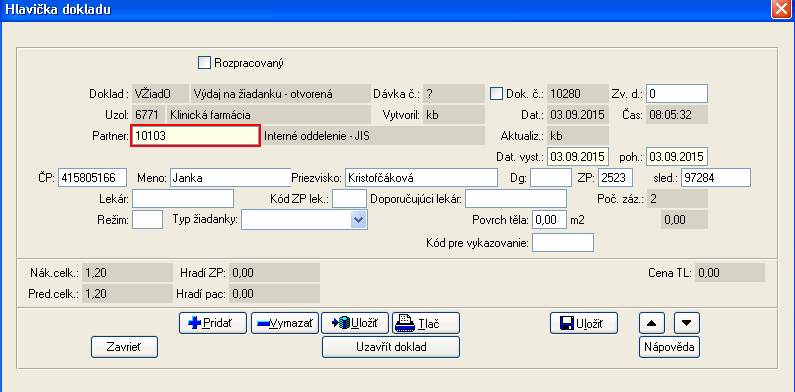 Hlavička dokladu
Rozpracovaný
Doklad : VŽiadO Výdaj na žiadanku - otvorená Dávka č.: ? Dok. č.: 10280 Zv. d.: 0
Uzol: 6771 Klinická farmácia Vytvoril: kb Dat.: 03.09.2015 Čas: 08:05:32
Partner: 10103 Interné oddelenie - JIS Aktualiz.: kb
Dat. vyst.: 03.09.2015 poh.: 03.09.2015
ČP: 415805166 Meno: Janka Priezvisko: Kristofčáková Dg: ZP: 2523 sled.: 97284
Lekár: Kód ZP lek.: Doporučujúci lekár: Poč. záz.: 2
Režim: Typ žiadanky: Povrch těla: 0,00 m2 0,00
Kód pre vykazovanie:
Nák.celk.: 1,20 Hradí ZP: 0,00 Cena TL: 0,00
Pred.celk.: 1,20 Hradí pac: 0,00
Pridať Vymazať Uložiť Tlač Uložiť
Zavrieť Uzavřít doklad Nápověda